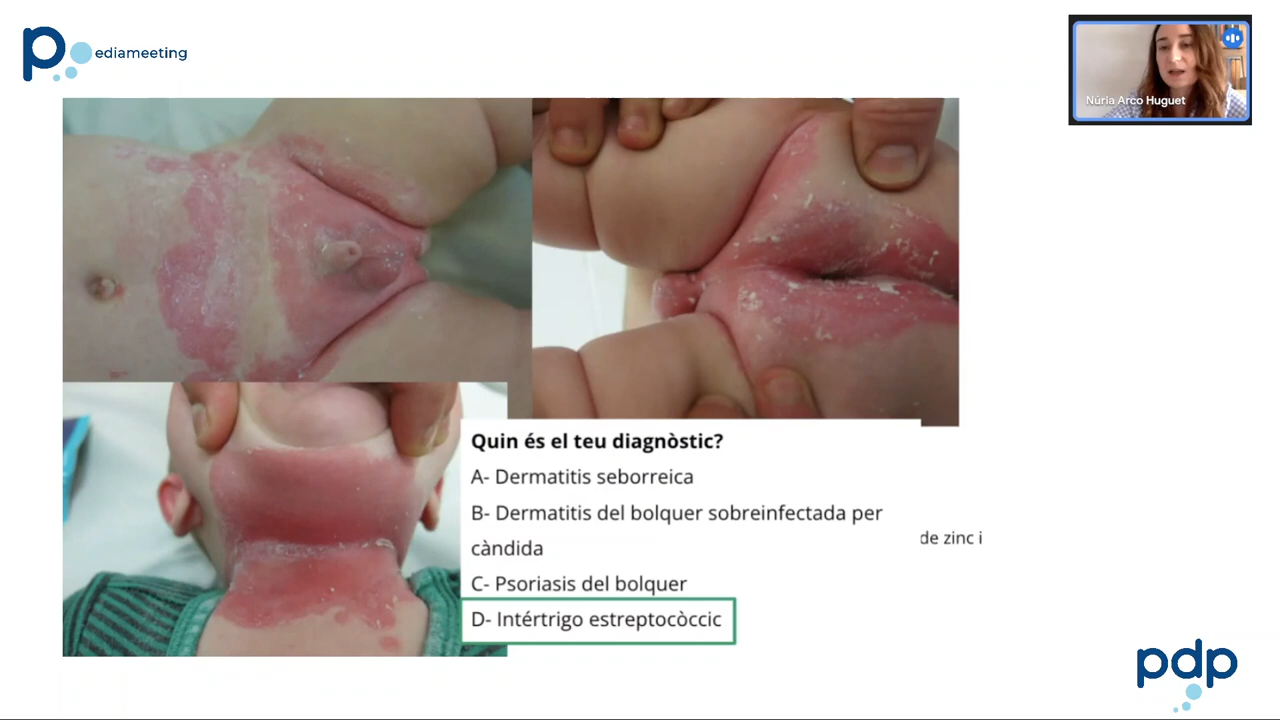 pediameeting
Núria Arco Huguet
Quin és el teu diagnòstic?
A- Dermatitis seborreica
B- Dermatitis del bolquer sobreinfectada per
càndida
de zinc i
C- Psoriasis del bolquer
D- Intértrigo estreptocòccic
pdp